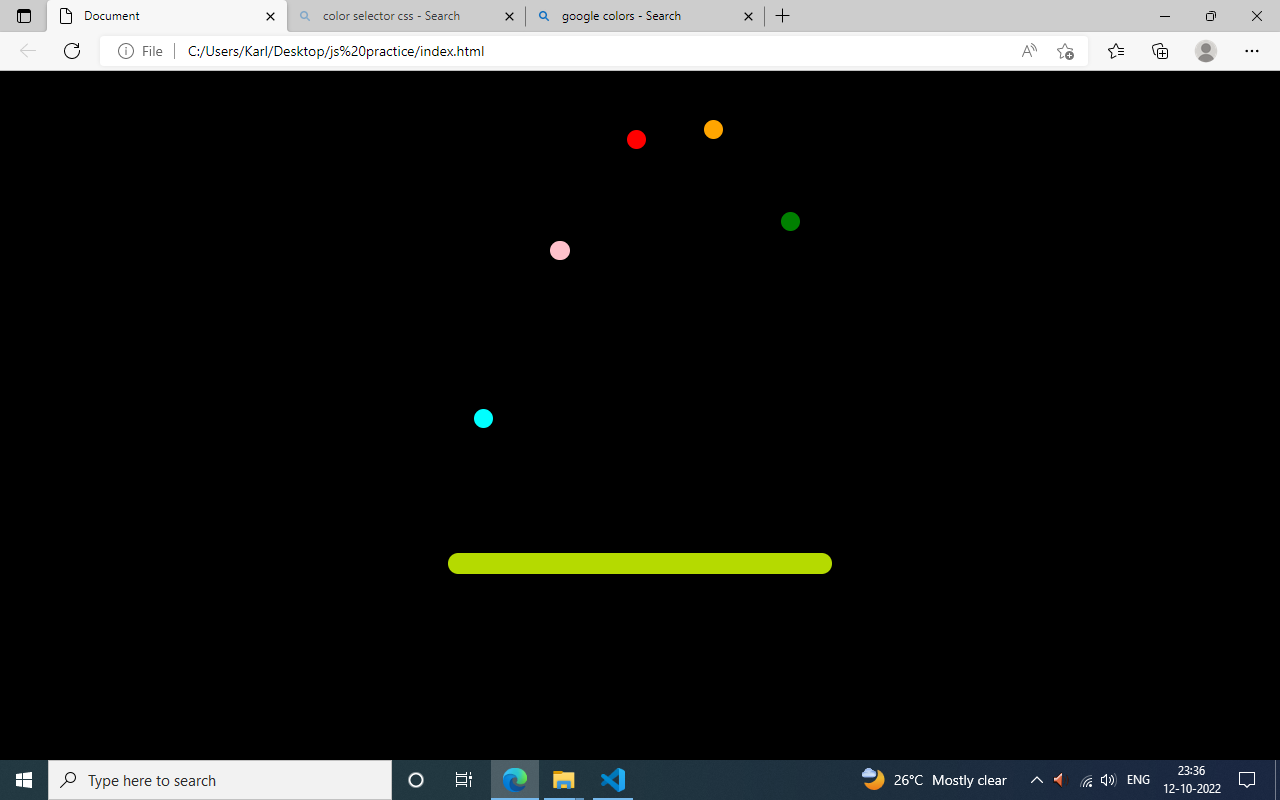 Document
color selector css - Search
google colors - Search
File
C:/Users/Karl/Desktop/js%20practice/index.html
Type here to search
26°C Mostly clear
ENG
23:36
12-10-2022